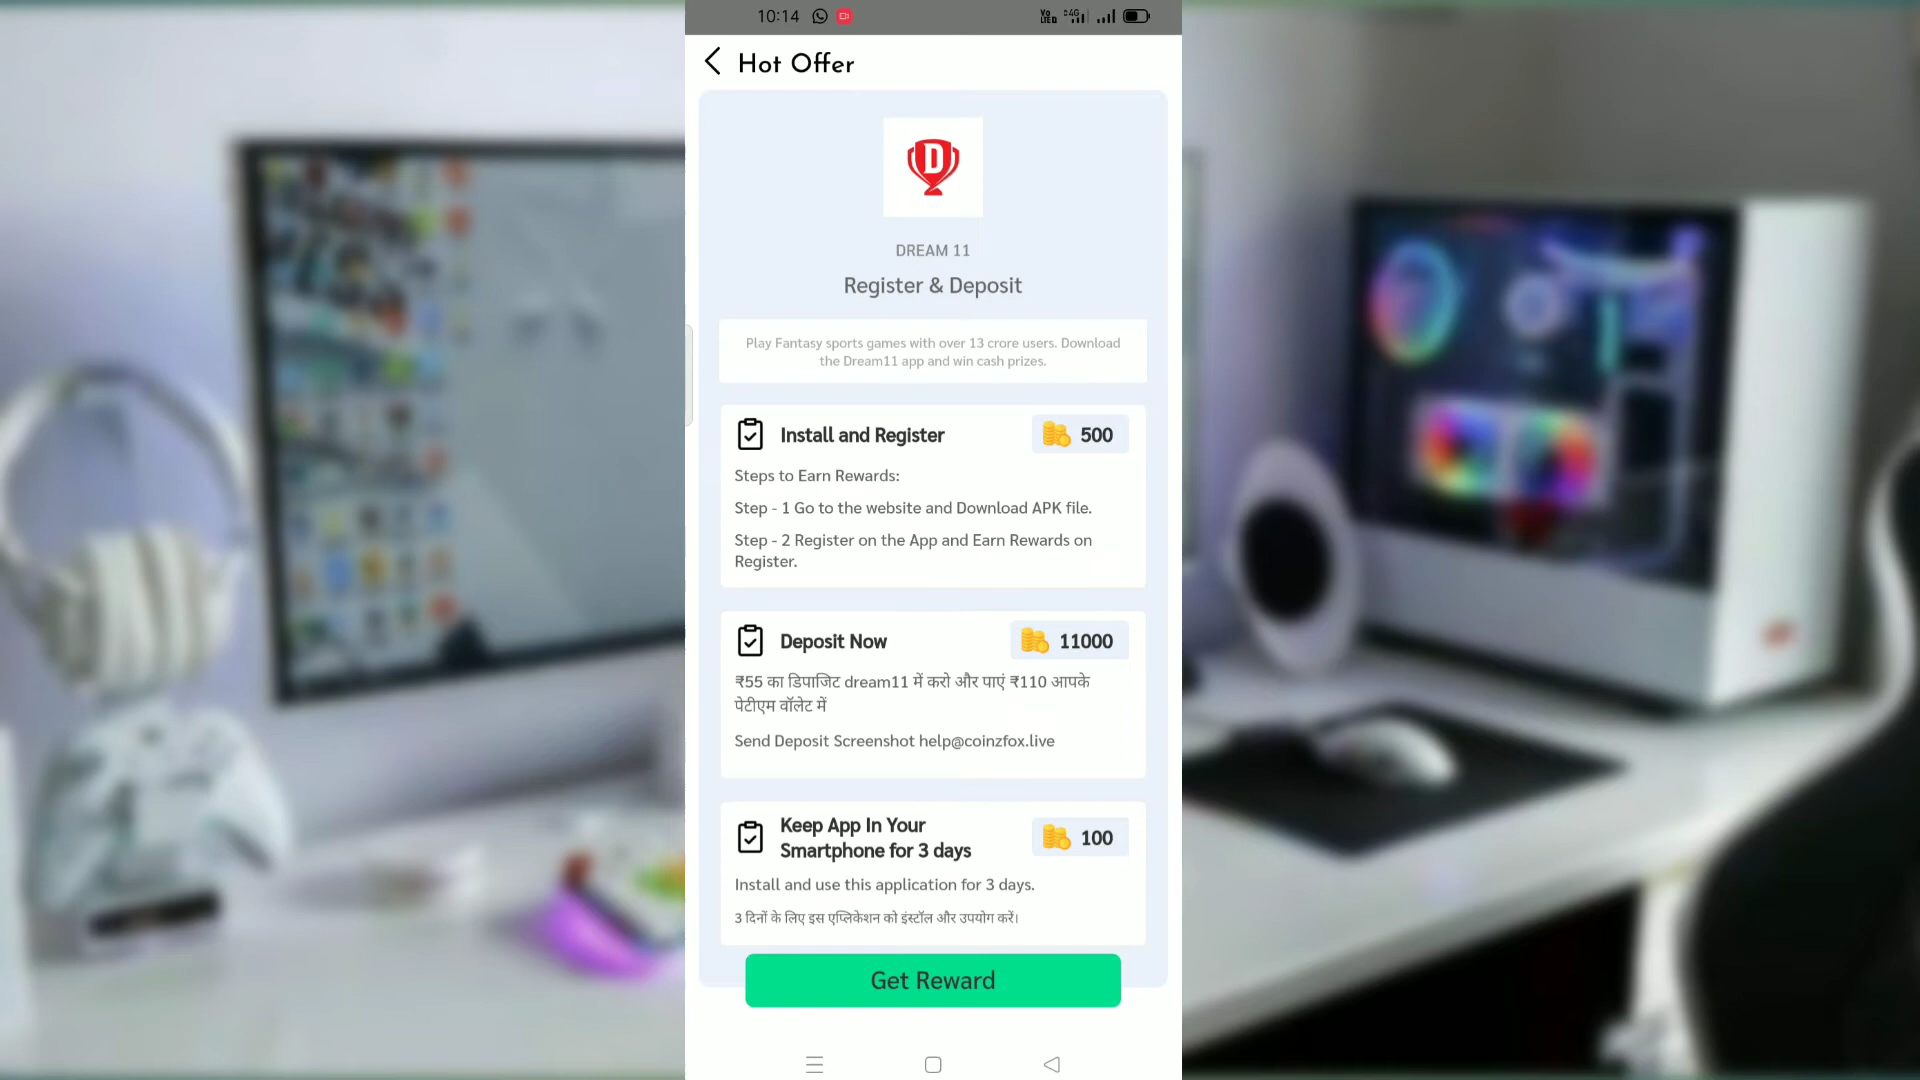 10:14
Vo LTE 4G
Hot Offer
D
DREAM 11
Register & Deposit
Play Fantasy sports games with over 13 crore users. Download
the Dream11 app and win cash prizes.
Install and Register 500
Steps to Earn Rewards:
Step - 1 Go to the website and Download APK file.
Step - 2 Register on the App and Earn Rewards on
Register.
Deposit Now 11000
₹55 का डिपाजिट dream11 में करो और पाएं ₹110 आपके
पेटीएम वॉलेट में
Send Deposit Screenshot help@coinzfox.live
Keep App In Your
Smartphone for 3 days 100
Install and use this application for 3 days.
3 दिनों के लिए इस एप्लिकेशन को इंस्टॉल और उपयोग करें।
Get Reward